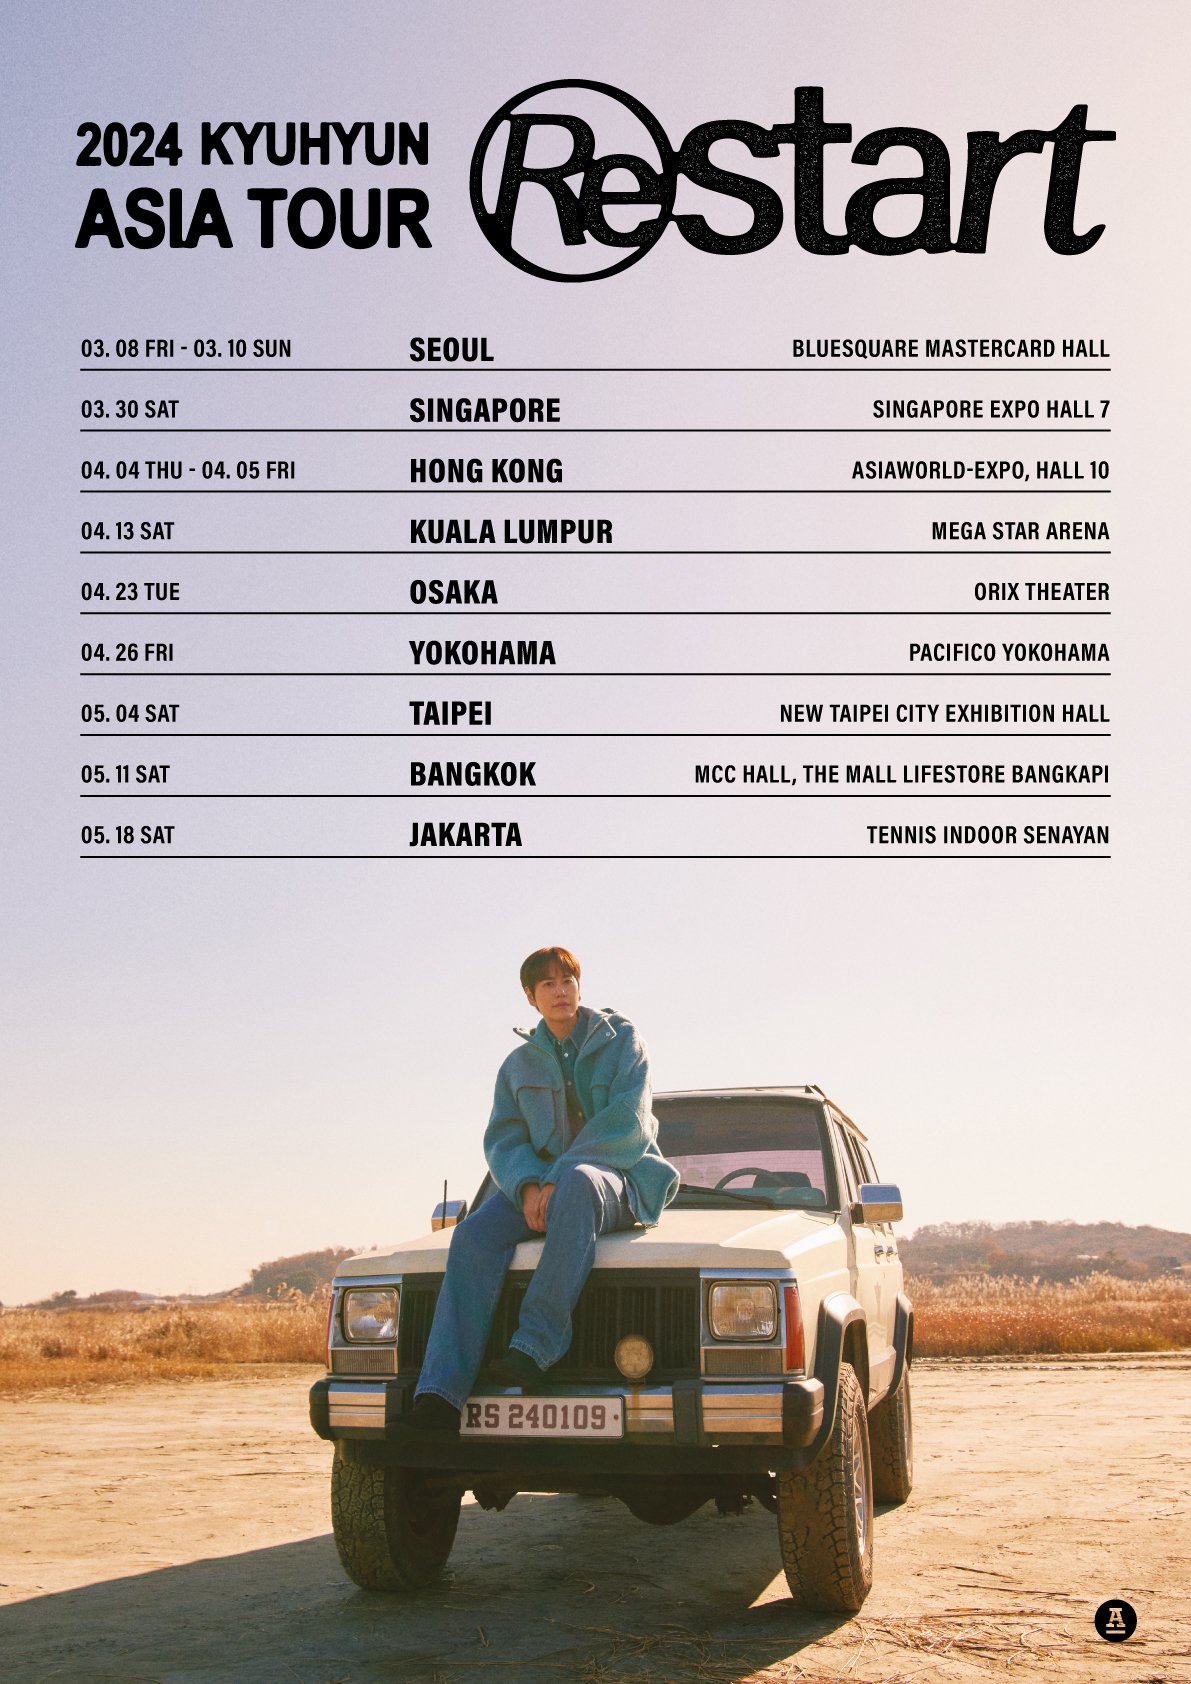 2024 KYUHYUN
ASIA TOUR
Restart
03. 08 FRI - 03. 10 SUN SEOUL BLUESQUARE MASTERCARD HALL
03. 30 SAT SINGAPORE SINGAPORE EXPO HALL 7
04. 04 THU - 04. 05 FRI HONG KONG ASIAWORLD-EXPO, HALL 10
04. 13 SAT KUALA LUMPUR MEGA STAR ARENA
04. 23 TUE OSAKA ORIX THEATER
04. 26 FRI YOKOHAMA PACIFICO YOKOHAMA
05. 04 SAT TAIPEI NEW TAIPEI CITY EXHIBITION HALL
05. 11 SAT BANGKOK MCC HALL, THE MALL LIFESTORE BANGKAPI
05. 18 SAT JAKARTA TENNIS INDOOR SENAYAN
RS 240109
A